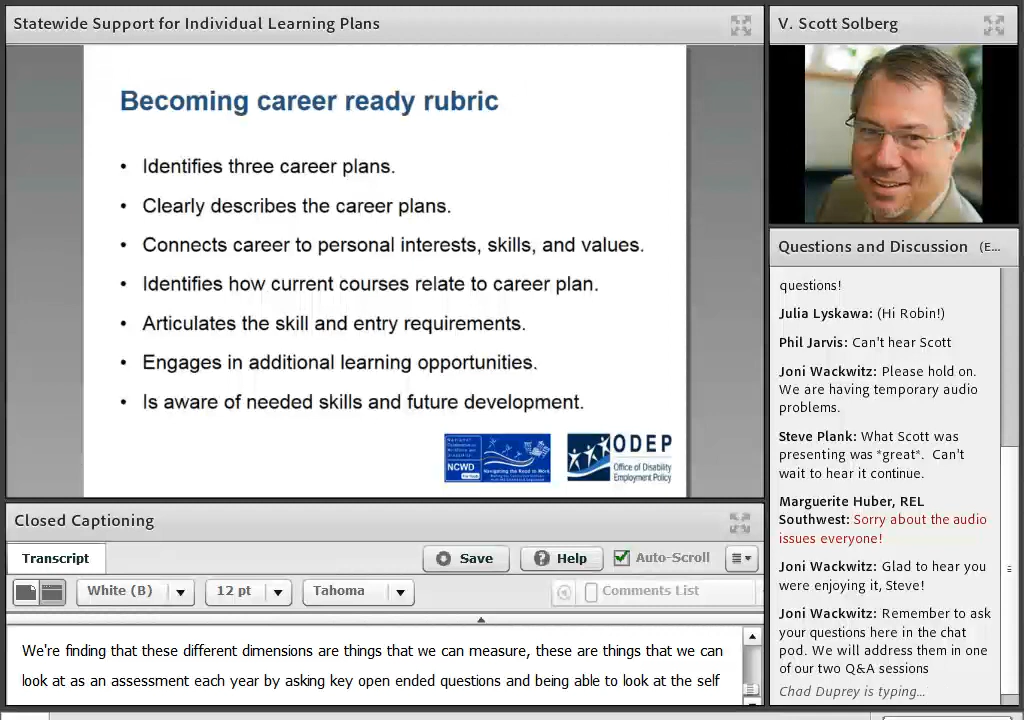 Statewide Support for Individual Learning Plans
Becoming career ready rubric
• Identifies three career plans.
• Clearly describes the career plans.
• Connects career to personal interests, skills, and values.
• Identifies how current courses relate to career plan.
• Articulates the skill and entry requirements.
• Engages in additional learning opportunities.
• Is aware of needed skills and future development.
NCWD
Navigating the Road to Work
ODEP
Office of Disability
Employment Policy
Closed Captioning
Transcript
Save
Help
Auto-Scroll
White (B)
12 pt
Tahoma
Comments List
We're finding that these different dimensions are things that we can measure, these are things that we can
look at as an assessment each year by asking key open ended questions and being able to look at the self
V. Scott Solberg
Questions and Discussion (E...
questions!
Julia Lyskawa: (Hi Robin!)
Phil Jarvis: Can't hear Scott
Joni Wackwitz: Please hold on.
We are having temporary audio
problems.
Steve Plank: What Scott was
presenting was *great*. Can't
wait to hear it continue.
Marguerite Huber, REL
Southwest: Sorry about the audio
issues everyone!
Joni Wackwitz: Glad to hear you
were enjoying it, Steve!
Joni Wackwitz: Remember to ask
your questions here in the chat
pod. We will address them in one
of our two Q&A sessions
Chad Duprey is typing...